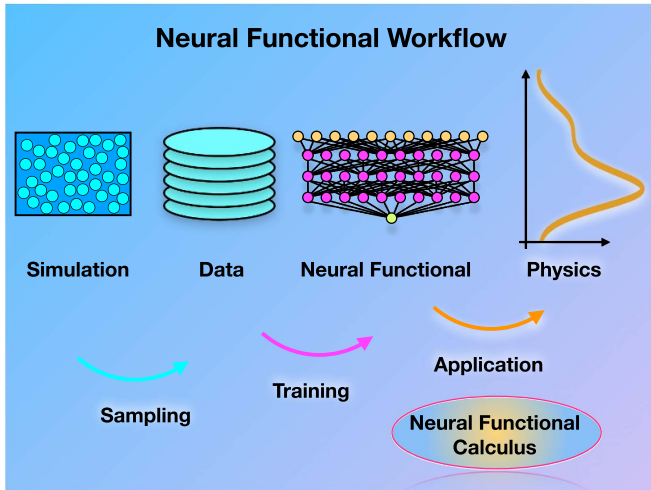 Neural Functional Workflow
Simulation
Data
Neural Functional
Physics
Sampling
Training
Application
Neural Functional
Calculus